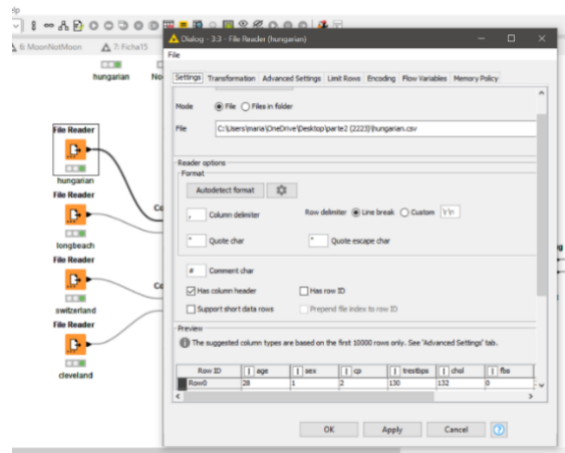 lp
6: MoonNotMoon
7: Ficha15
hungarian
No
File Reader
hungarian
File Reader
longbeach
File Reader
switzerland
File Reader
cleveland
Co
Ce
Dialog - 3:3 - File Reader (hungarian)
File
Settings Transformation Advanced Settings Limit Rows Encoding Flow Variables Memory Policy
Mode File Files in folder
File C:\Users\maria\OneDrive\Desktop\parte2 (2223)\hungarian.csv
Reader options
Format
Autodetect format
, Column delimiter Row delimiter Line break Custom \r\n
" Quote char " Quote escape char
# Comment char
Has column header Has row ID
Support short data rows Prepend file index to row ID
Preview
The suggested column types are based on the first 10000 rows only. See 'Advanced Settings' tab.
Row ID I age I sex I cp I trestbps I chol I fbs
Row0 28 1 2 130 132 0
OK Apply Cancel ?